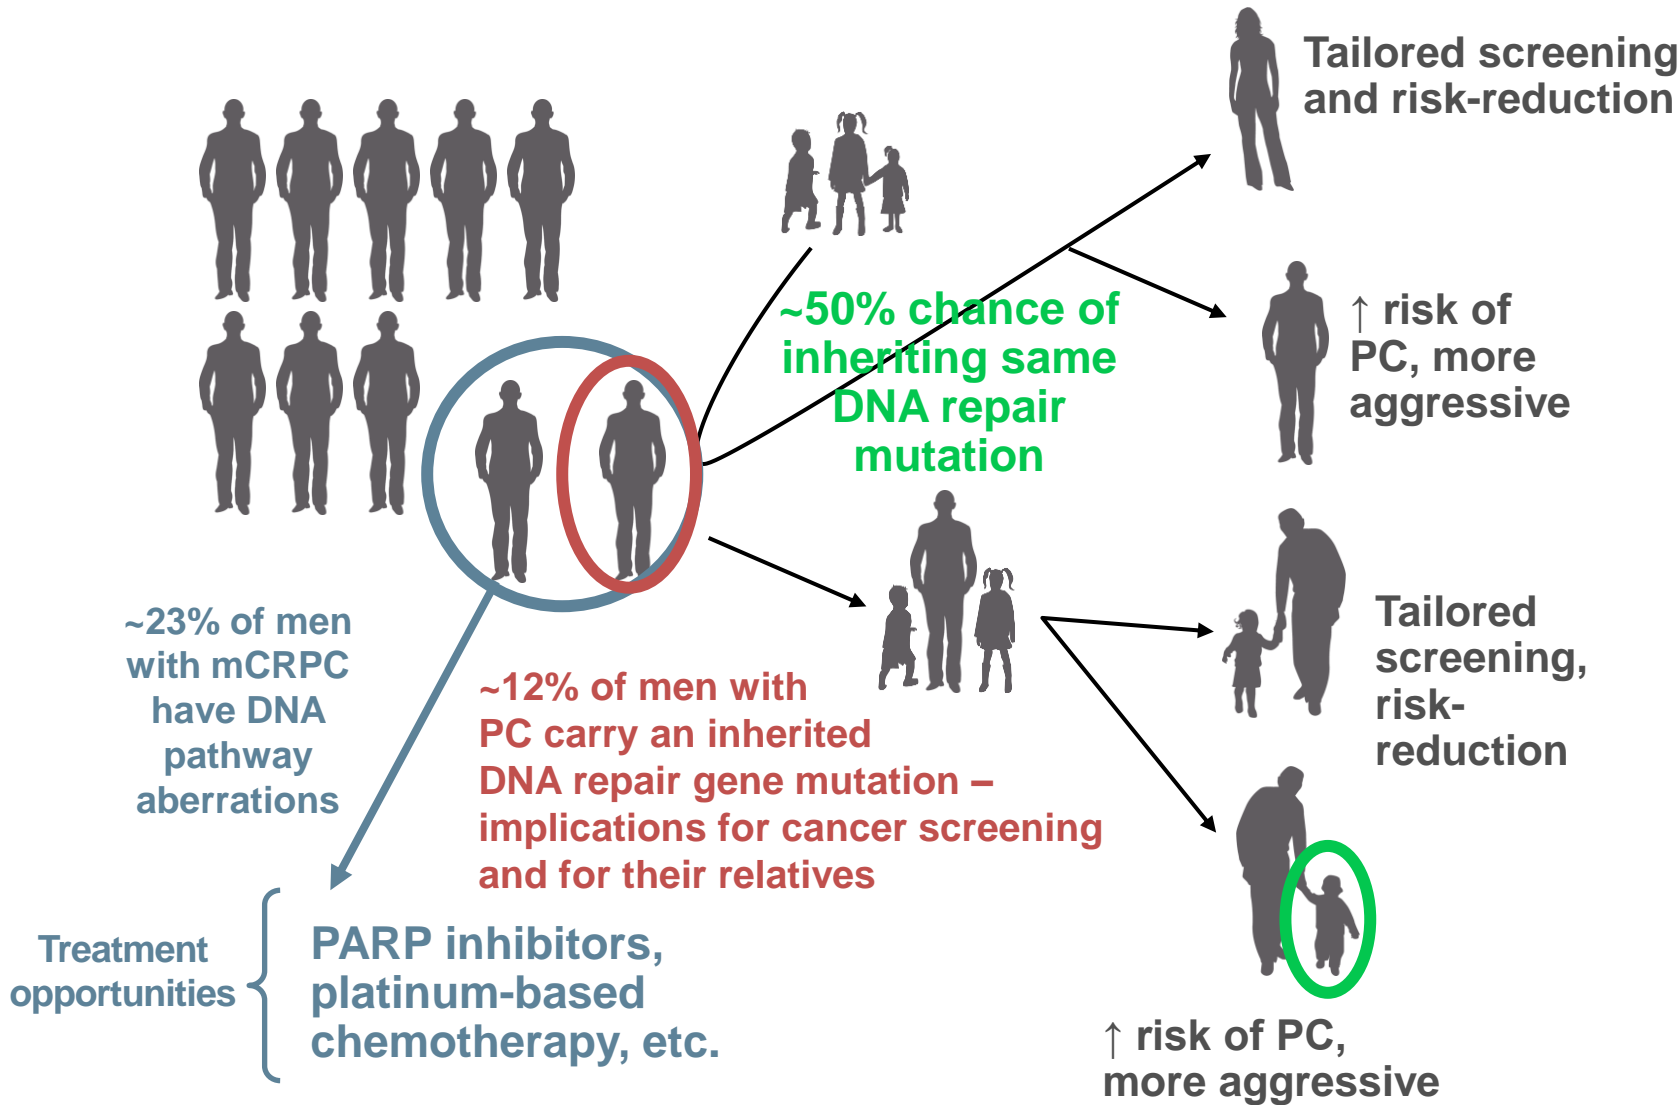 Tailored screening
and risk-reduction
~50% chance of
inheriting same
DNA repair
mutation
↑ risk of
PC, more
aggressive
~23% of men
with mCRPC
have DNA
pathway
aberrations
~12% of men with
PC carry an inherited
DNA repair gene mutation –
implications for cancer screening
and for their relatives
Tailored
screening,
risk-
reduction
Treatment
opportunities
PARP inhibitors,
platinum-based
chemotherapy, etc.
↑ risk of PC,
more aggressive